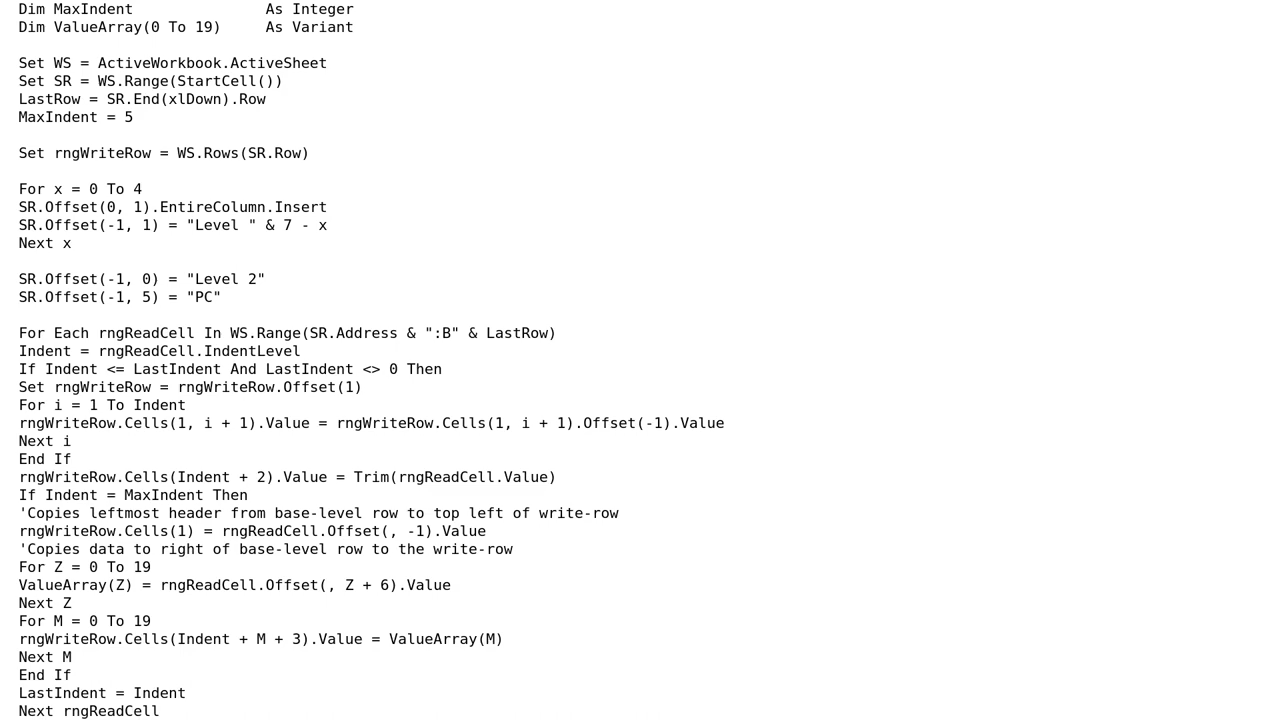 Dim MaxIndent               As Integer
Dim ValueArray(0 To 19)     As Variant
Set WS = ActiveWorkbook.ActiveSheet
Set SR = WS.Range(StartCell())
LastRow = SR.End(xlDown).Row
MaxIndent = 5
Set rngWriteRow = WS.Rows(SR.Row)
For x = 0 To 4
SR.Offset(0, 1).EntireColumn.Insert
SR.Offset(-1, 1) = "Level " & 7 - x
Next x
SR.Offset(-1, 0) = "Level 2"
SR.Offset(-1, 5) = "PC"
For Each rngReadCell In WS.Range(SR.Address & ":B" & LastRow)
Indent = rngReadCell.IndentLevel
If Indent <= LastIndent And LastIndent <> 0 Then
Set rngWriteRow = rngWriteRow.Offset(1)
For i = 1 To Indent
rngWriteRow.Cells(1, i + 1).Value = rngWriteRow.Cells(1, i + 1).Offset(-1).Value
Next i
End If
rngWriteRow.Cells(Indent + 2).Value = Trim(rngReadCell.Value)
If Indent = MaxIndent Then
'Copies leftmost header from base-level row to top left of write-row
rngWriteRow.Cells(1) = rngReadCell.Offset(, -1).Value
'Copies data to right of base-level row to the write-row
For Z = 0 To 19
ValueArray(Z) = rngReadCell.Offset(, Z + 6).Value
Next Z
For M = 0 To 19
rngWriteRow.Cells(Indent + M + 3).Value = ValueArray(M)
Next M
End If
LastIndent = Indent
Next rngReadCell